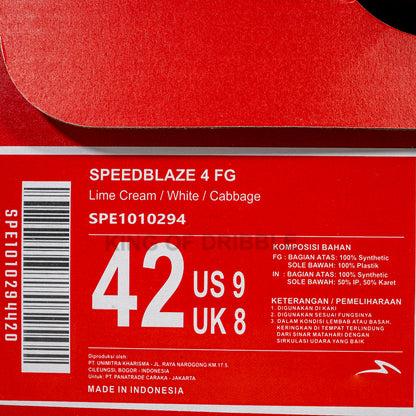 SPEEDBLAZE 4 FG
Lime Cream / White / Cabbage
SPE1010294
SPE1010294420
KING OF DRIBBLE
42
US 9
UK 8
KOMPOSISI BAHAN
FG : BAGIAN ATAS: 100% Synthetic
SOLE BAWAH: 100% Plastik
IN : BAGIAN ATAS: 100% Synthetic
SOLE BAWAH: 50% IP, 50% Karet
KETERANGAN / PEMELIHARAAN
1. DIGUNAKAN DI KAKI
2. DIGUNAKAN SESUAI FUNGSINYA
3. DALAM KONDISI LEMBAB ATAU BASAH,
KERINGKAN DI TEMPAT TERLINDUNG
DARI SINAR MATAHARI DENGAN
SIRKULASI UDARA YANG BAIK
Diproduksi oleh:
PT. UNIMITRA KHARISMA - JL. RAYA NAROGONG KM.17.5.
CILEUNGSI, BOGOR - INDONESIA
Untuk: PT. PANATRADE CARAKA - JAKARTA
MADE IN INDONESIA